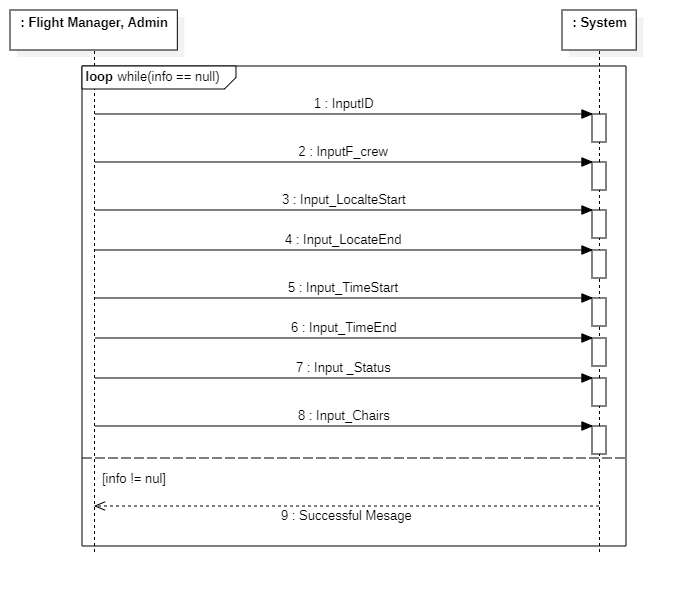 : Flight Manager, Admin
: System
loop while(info == null)
1 : InputID
2 : InputF_crew
3 : Input_LocalteStart
4 : Input_LocateEnd
5 : Input_TimeStart
6 : Input_TimeEnd
7 : Input _Status
8 : Input_Chairs
[info != nul]
9 : Successful Mesage